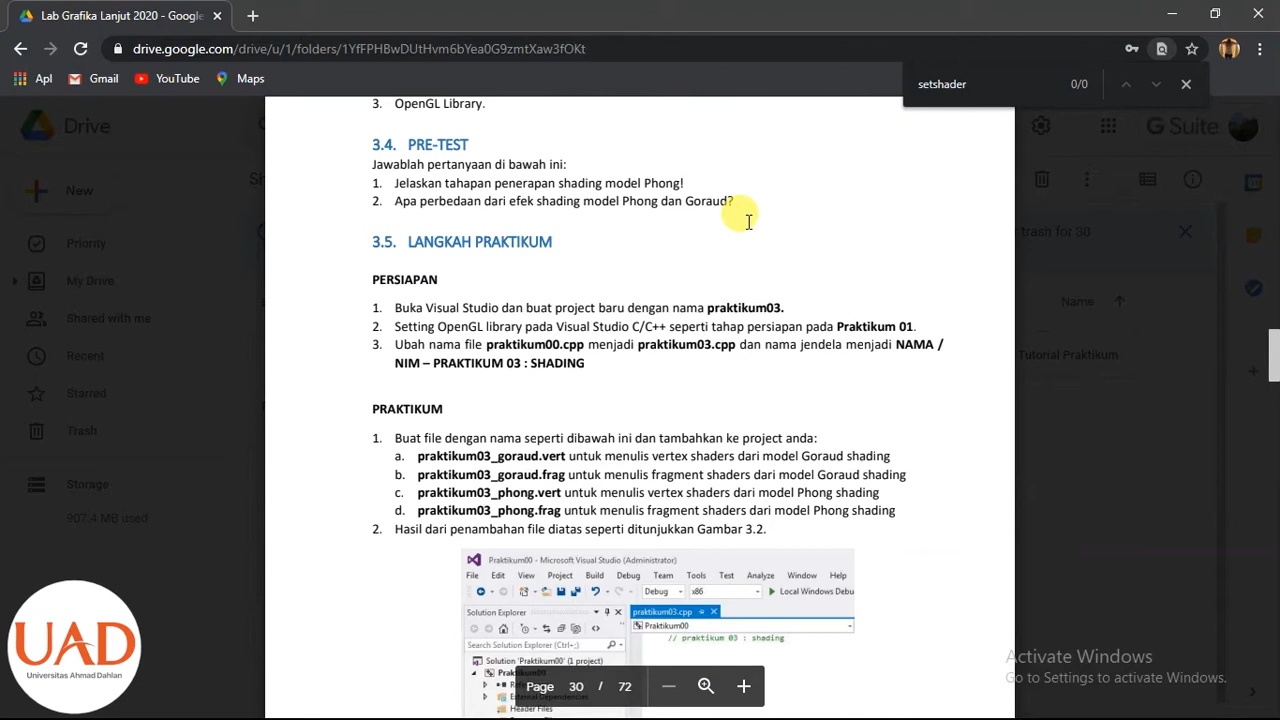 Lab Grafika Lanjut 2020 -
drive.google.com/drive/u/1/folders/1YfFPHBwDUtHvm6bYea0G9zmtXaw3fOKt
Apl Gmail YouTube Maps
setshader 0/0
Drive
G Suite
New
Priority
My Drive
Shared with me
Recent
Starred
Trash
Storage
907.4 MB used
trash for 30
Name
Tutorial Praktikum
3. OpenGL Library.
3.4. PRE-TEST
Jawablah pertanyaan di bawah ini:
1. Jelaskan tahapan penerapan shading model Phong!
2. Apa perbedaan dari efek shading model Phong dan Goraud?
3.5. LANGKAH PRAKTIKUM
PERSIAPAN
1. Buka Visual Studio dan buat project baru dengan nama praktikum03.
2. Setting OpenGL library pada Visual Studio C/C++ seperti tahap persiapan pada Praktikum 01.
3. Ubah nama file praktikum00.cpp menjadi praktikum03.cpp dan nama jendela menjadi NAMA /
NIM – PRAKTIKUM 03 : SHADING
PRAKTIKUM
1. Buat file dengan nama seperti dibawah ini dan tambahkan ke project anda:
a. praktikum03_goraud.vert untuk menulis vertex shaders dari model Goraud shading
b. praktikum03_goraud.frag untuk menulis fragment shaders dari model Goraud shading
c. praktikum03_phong.vert untuk menulis vertex shaders dari model Phong shading
d. praktikum03_phong.frag untuk menulis fragment shaders dari model Phong shading
2. Hasil dari penambahan file diatas seperti ditunjukkan Gambar 3.2.
Praktikum00 - Microsoft Visual Studio (Administrator)
File Edit View Project Build Debug Team Tools Test Analyze Window Help
Debug x86 Local Windows Debu
Solution Explorer praktikum03.cpp
Praktikum00
// praktikum 03 : shading
Search Solution Explorer (Ctrl+;)
Solution 'Praktikum00' (1 project)
Praktikum00
External Dependencies
Header Files
Page 30 / 72
UAD
Universitas Ahmad Dahlan
Activate Windows
Go to Settings to activate Windows.